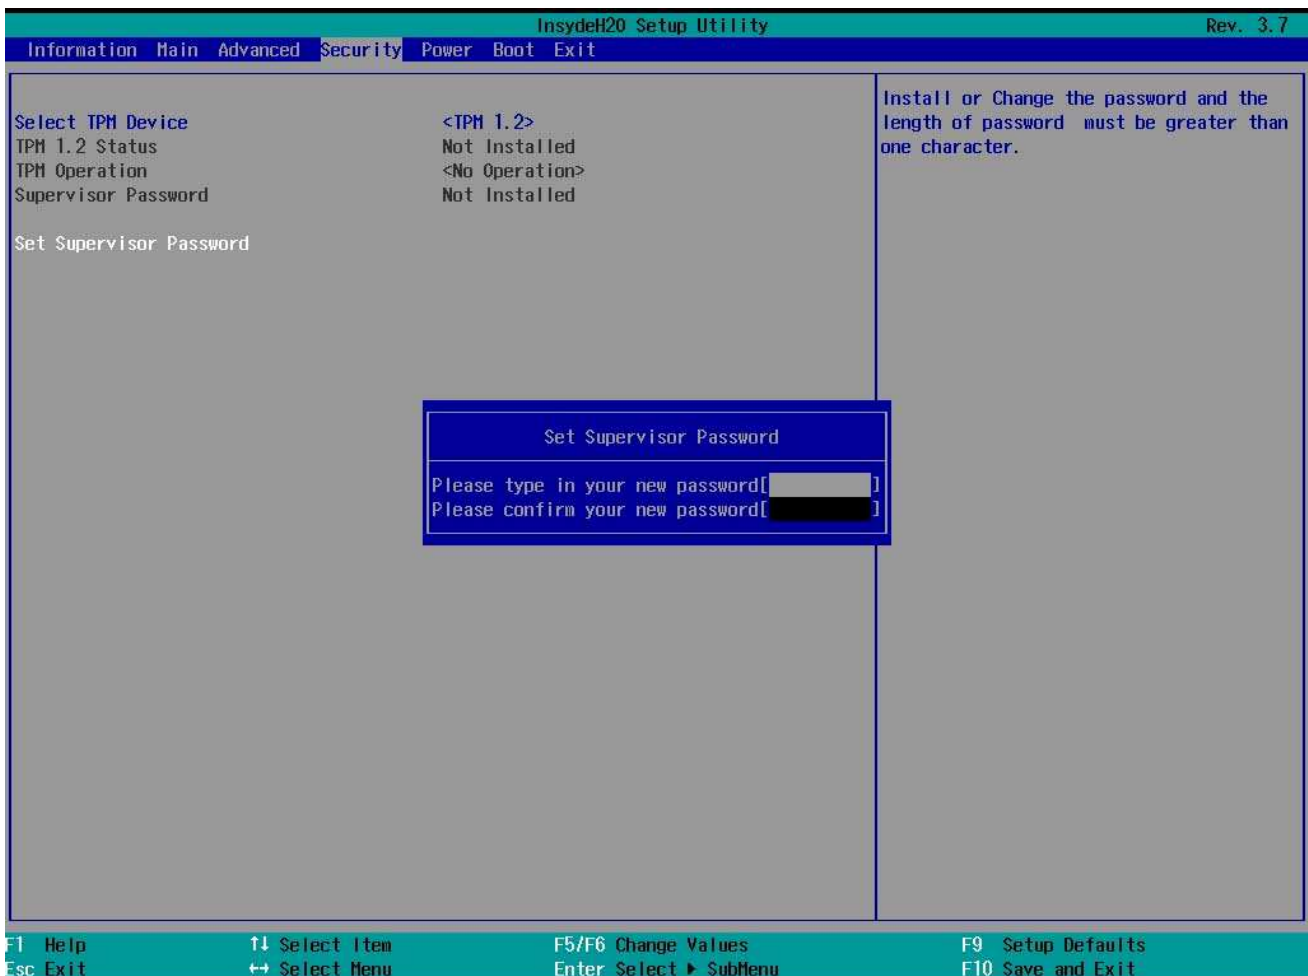 InsydeH20 Setup Utility Rev. 3.7
Information Main Advanced Security Power Boot Exit
Select TPM Device <TPM 1.2>
TPM 1.2 Status Not Installed
TPM Operation <No Operation>
Supervisor Password Not Installed
Set Supervisor Password
Install or Change the password and the
length of password must be greater than
one character.
Set Supervisor Password
Please type in your new password[ ]
Please confirm your new password[ ]
F1 Help ↑↓ Select Item F5/F6 Change Values F9 Setup Defaults
Esc Exit ↔ Select Menu Enter Select ▶ SubMenu F10 Save and Exit